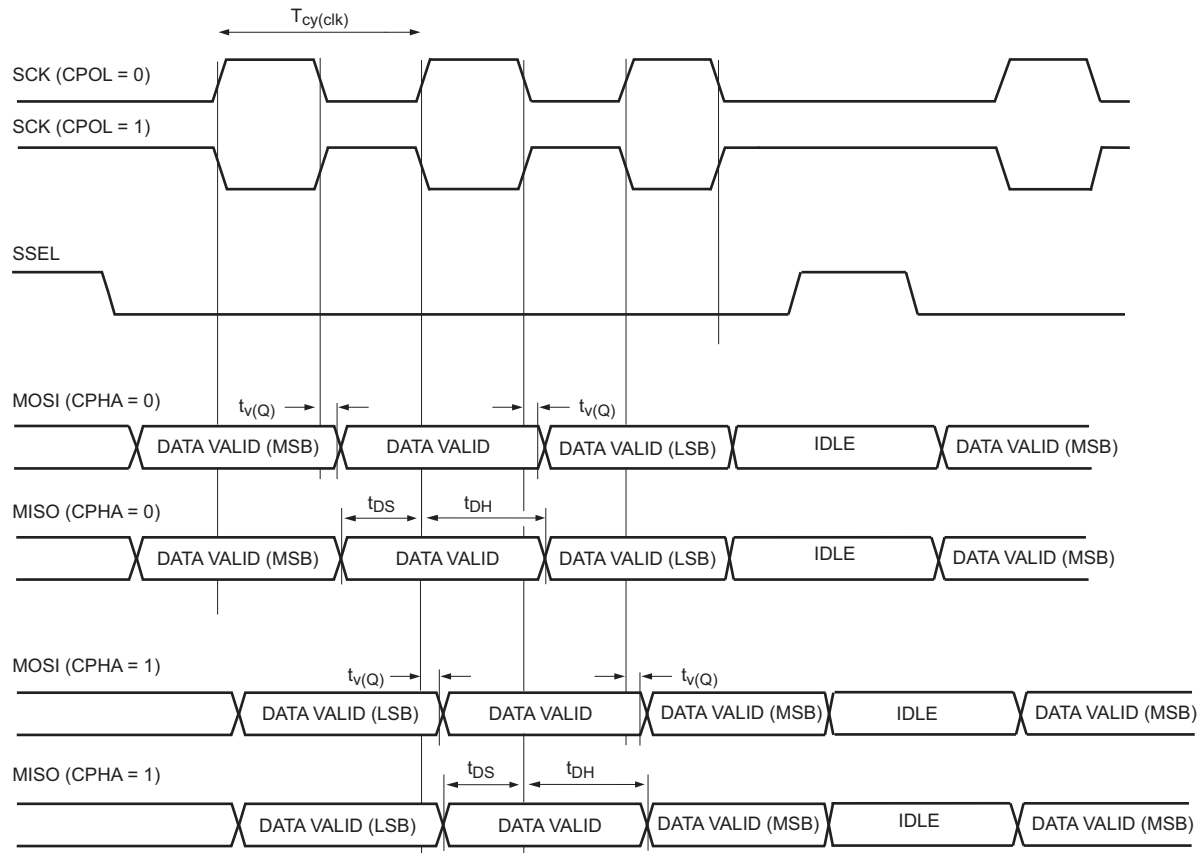 Tcy(clk)
SCK (CPOL = 0)
SCK (CPOL = 1)
SSEL
MOSI (CPHA = 0)
tv(Q) tv(Q)
DATA VALID (MSB) DATA VALID DATA VALID (LSB) IDLE DATA VALID (MSB)
MISO (CPHA = 0)
tDS tDH
DATA VALID (MSB) DATA VALID DATA VALID (LSB) IDLE DATA VALID (MSB)
MOSI (CPHA = 1)
tv(Q) tv(Q)
DATA VALID (LSB) DATA VALID DATA VALID (MSB) IDLE DATA VALID (MSB)
MISO (CPHA = 1)
tDS tDH
DATA VALID (LSB) DATA VALID DATA VALID (MSB) IDLE DATA VALID (MSB)